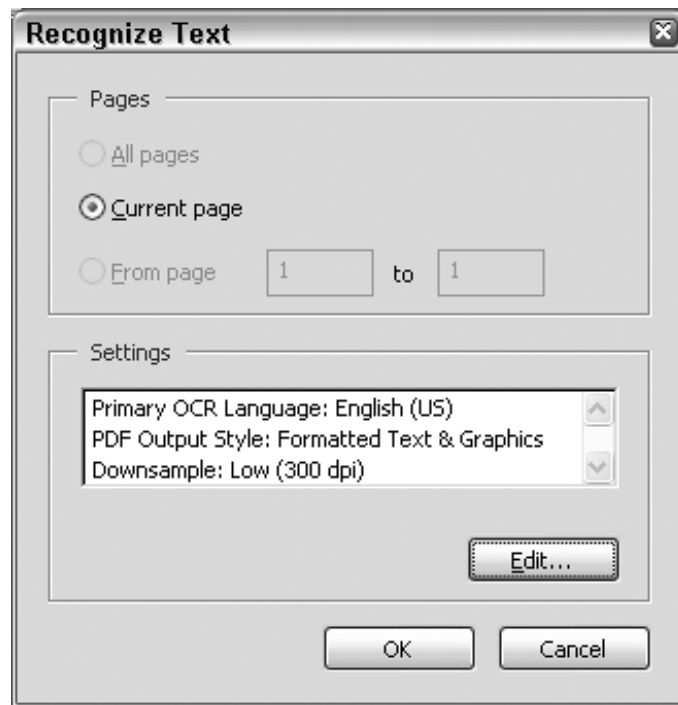 Recognize Text
Pages
All pages
Current page
From page 1 to 1
Settings
Primary OCR Language: English (US)
PDF Output Style: Formatted Text & Graphics
Downsample: Low (300 dpi)
Edit...
OK Cancel